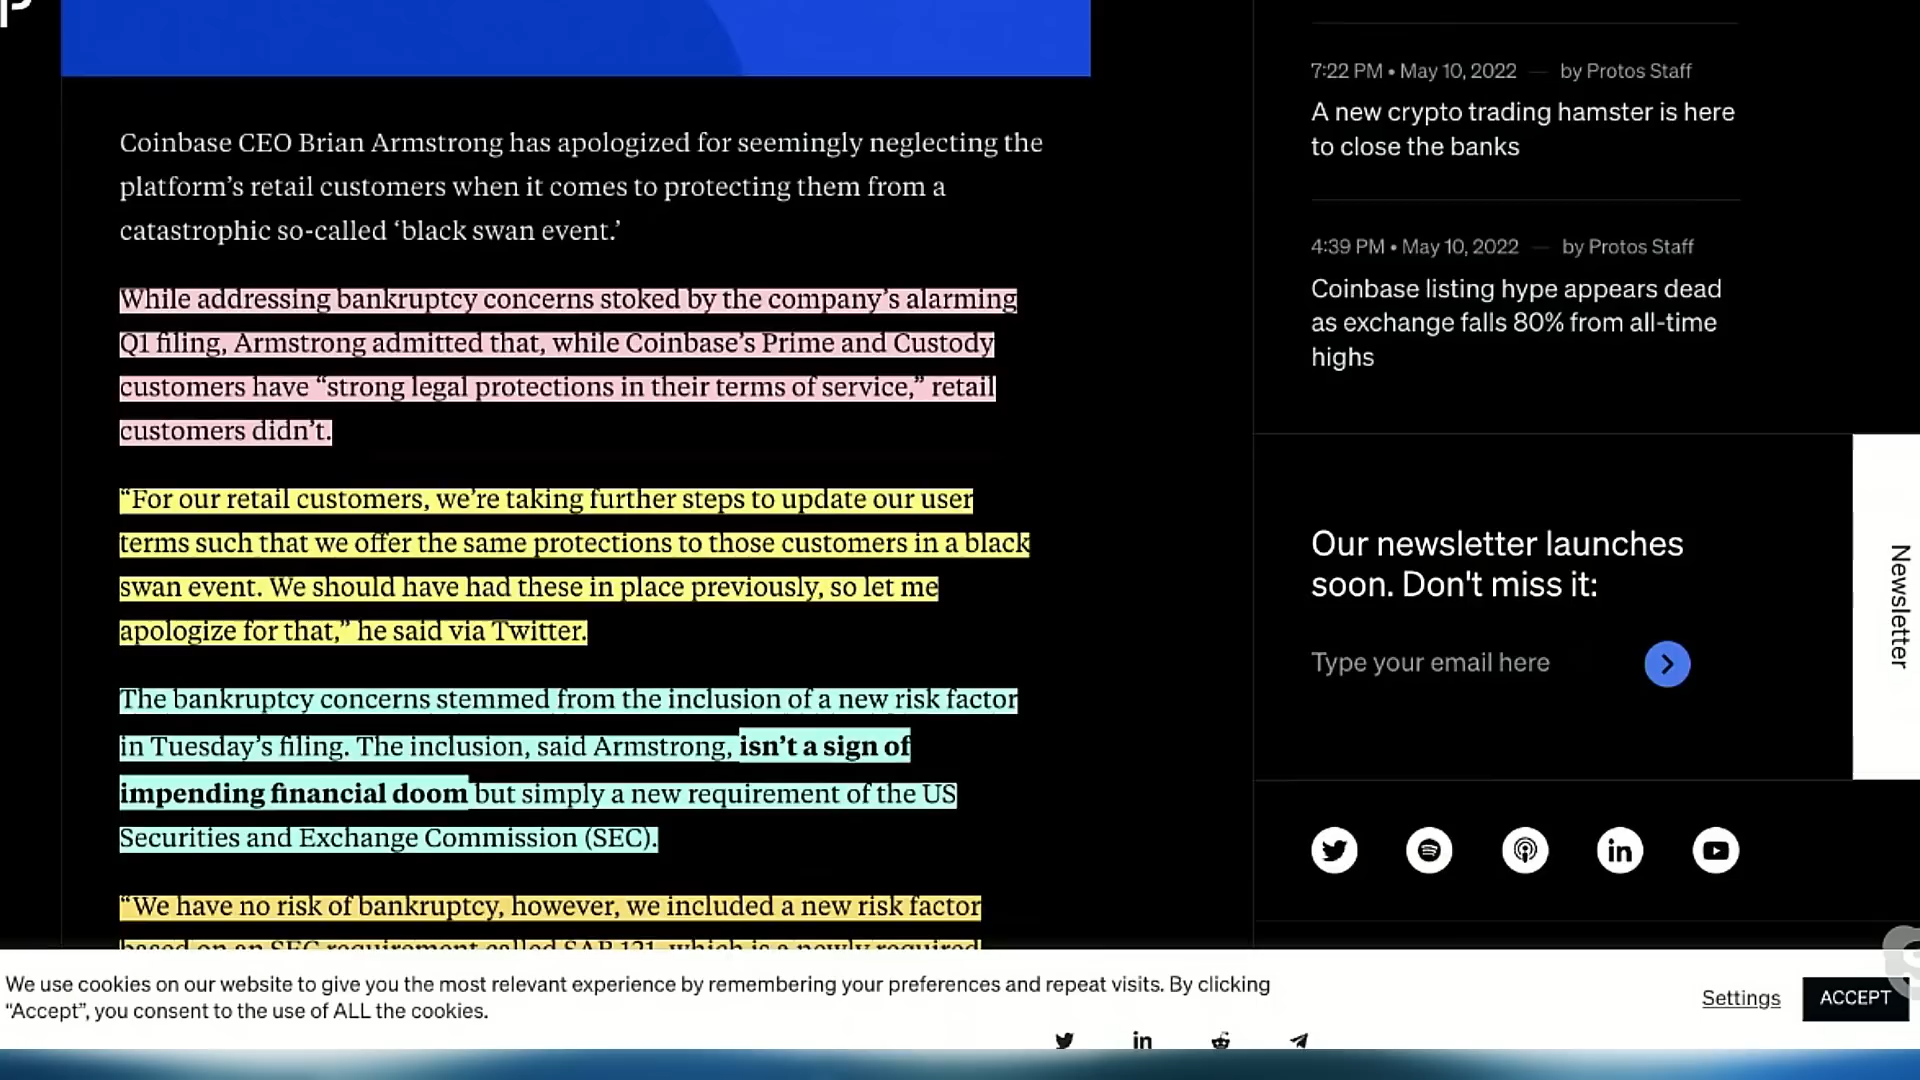 Coinbase CEO Brian Armstrong has apologized for seemingly neglecting the
platform’s retail customers when it comes to protecting them from a
catastrophic so-called ‘black swan event.’
While addressing bankruptcy concerns stoked by the company’s alarming
Q1 filing, Armstrong admitted that, while Coinbase’s Prime and Custody
customers have “strong legal protections in their terms of service,” retail
customers didn’t.
“For our retail customers, we’re taking further steps to update our user
terms such that we offer the same protections to those customers in a black
swan event. We should have had these in place previously, so let me
apologize for that,” he said via Twitter.
The bankruptcy concerns stemmed from the inclusion of a new risk factor
in Tuesday’s filing. The inclusion, said Armstrong, isn’t a sign of
impending financial doom but simply a new requirement of the US
Securities and Exchange Commission (SEC).
“We have no risk of bankruptcy, however, we included a new risk factor
based on an SEC requirement called SAB 121, which is a newly required
7:22 PM • May 10, 2022 — by Protos Staff
A new crypto trading hamster is here
to close the banks
4:39 PM • May 10, 2022 — by Protos Staff
Coinbase listing hype appears dead
as exchange falls 80% from all-time
highs
Our newsletter launches
soon. Don't miss it:
Type your email here
Newsletter
We use cookies on our website to give you the most relevant experience by remembering your preferences and repeat visits. By clicking
“Accept”, you consent to the use of ALL the cookies.
Settings
ACCEPT